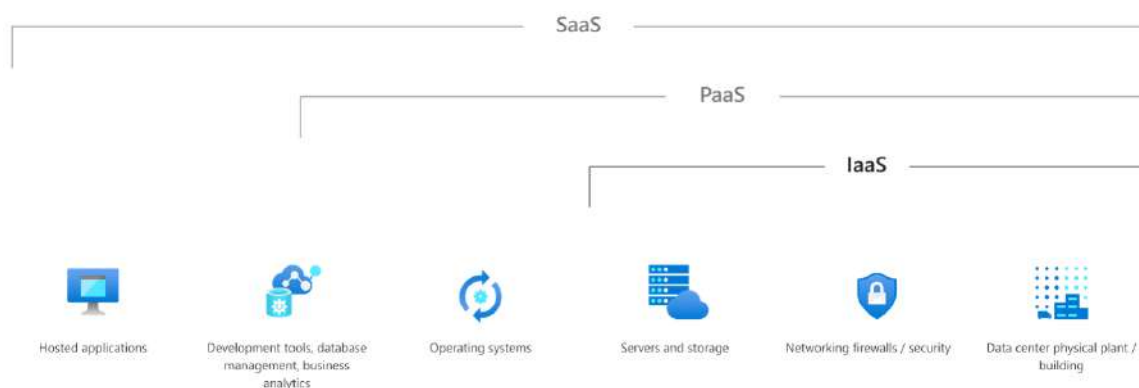 SaaS
PaaS
IaaS
Hosted applications
Development tools, database
management, business
analytics
Operating systems
Servers and storage
Networking firewalls / security
Data center physical plant /
building